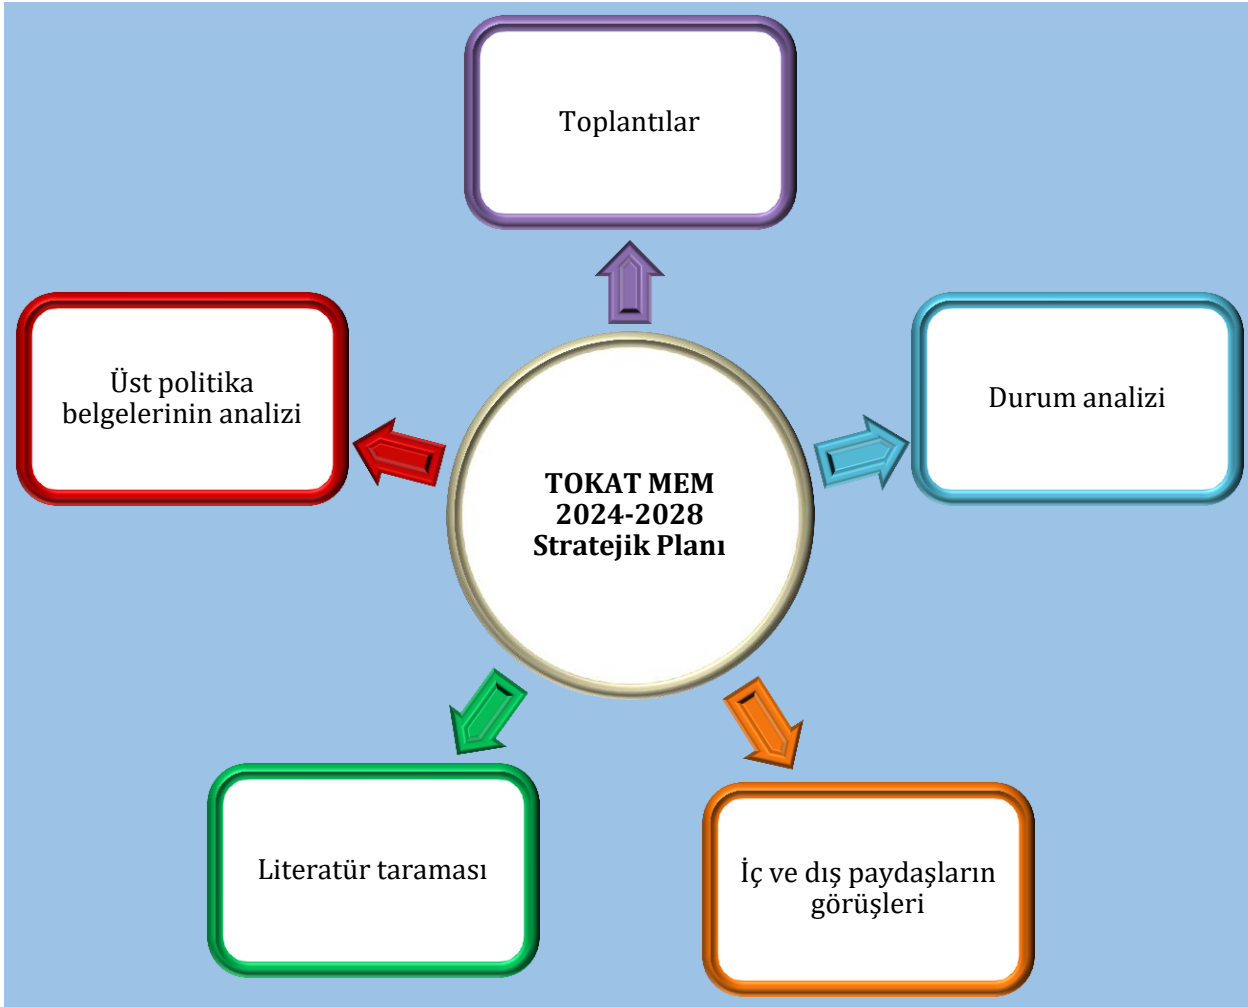 Toplantılar
Üst politika
belgelerinin analizi
Durum analizi
TOKAT MEM
2024-2028
Stratejik Planı
Literatür taraması
İç ve dış paydaşların
görüşleri